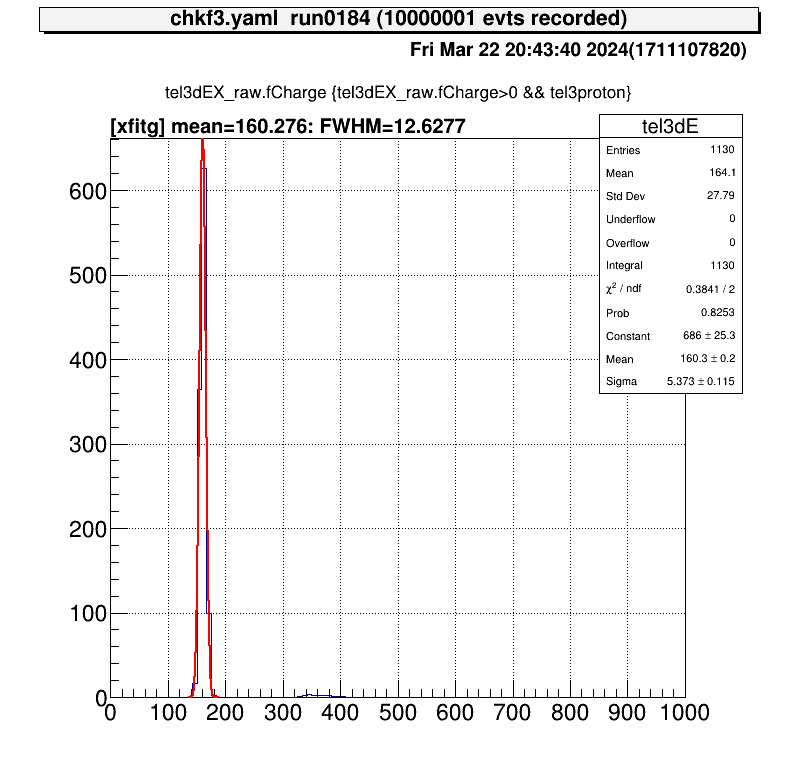 chkf3.yaml  run0184 (10000001 evts recorded)
Fri Mar 22 20:43:40 2024(1711107820)
tel3dEX_raw.fCharge {tel3dEX_raw.fCharge>0 && tel3proton}
[xfitg] mean=160.276: FWHM=12.6277
tel3dE
Entries 1130
Mean 164.1
Std Dev 27.79
Underflow 0
Overflow 0
Integral 1130
χ² / ndf 0.3841 / 2
Prob 0.8253
Constant 686 ± 25.3
Mean 160.3 ± 0.2
Sigma 5.373 ± 0.115
600
500
400
300
200
100
0
0 100 200 300 400 500 600 700 800 900 1000